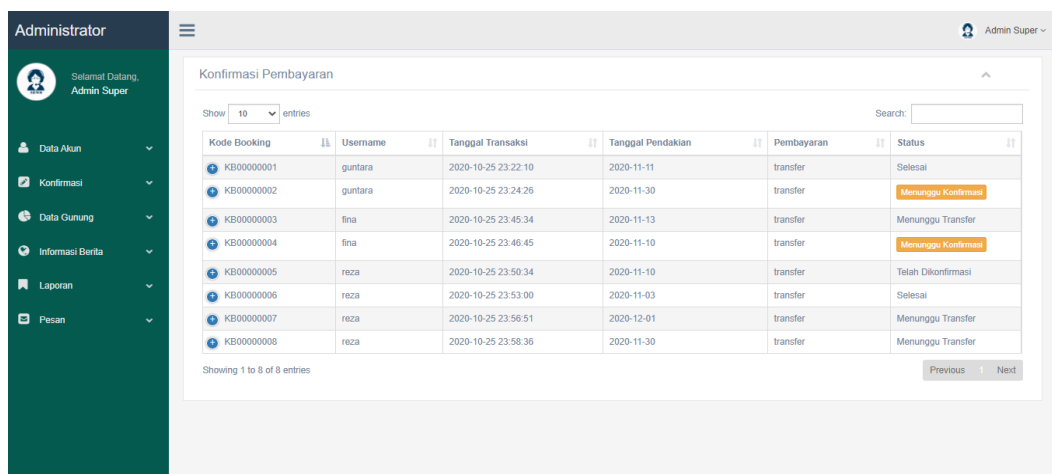 Administrator
Admin Super
Selamat Datang,
Admin Super
Data Akun
Konfirmasi
Data Gunung
Informasi Berita
Laporan
Pesan
Konfirmasi Pembayaran
Show 10 entries Search:
Kode Booking Username Tanggal Transaksi Tanggal Pendakian Pembayaran Status
KB00000001 guntara 2020-10-25 23:22:10 2020-11-11 transfer Selesai
KB00000002 guntara 2020-10-25 23:24:26 2020-11-30 transfer Menunggu Konfirmasi
KB00000003 fina 2020-10-25 23:45:34 2020-11-13 transfer Menunggu Transfer
KB00000004 fina 2020-10-25 23:46:45 2020-11-10 transfer Menunggu Konfirmasi
KB00000005 reza 2020-10-25 23:50:34 2020-11-10 transfer Telah Dikonfirmasi
KB00000006 reza 2020-10-25 23:53:00 2020-11-03 transfer Selesai
KB00000007 reza 2020-10-25 23:56:51 2020-12-01 transfer Menunggu Transfer
KB00000008 reza 2020-10-25 23:58:36 2020-11-30 transfer Menunggu Transfer
Showing 1 to 8 of 8 entries Previous 1 Next